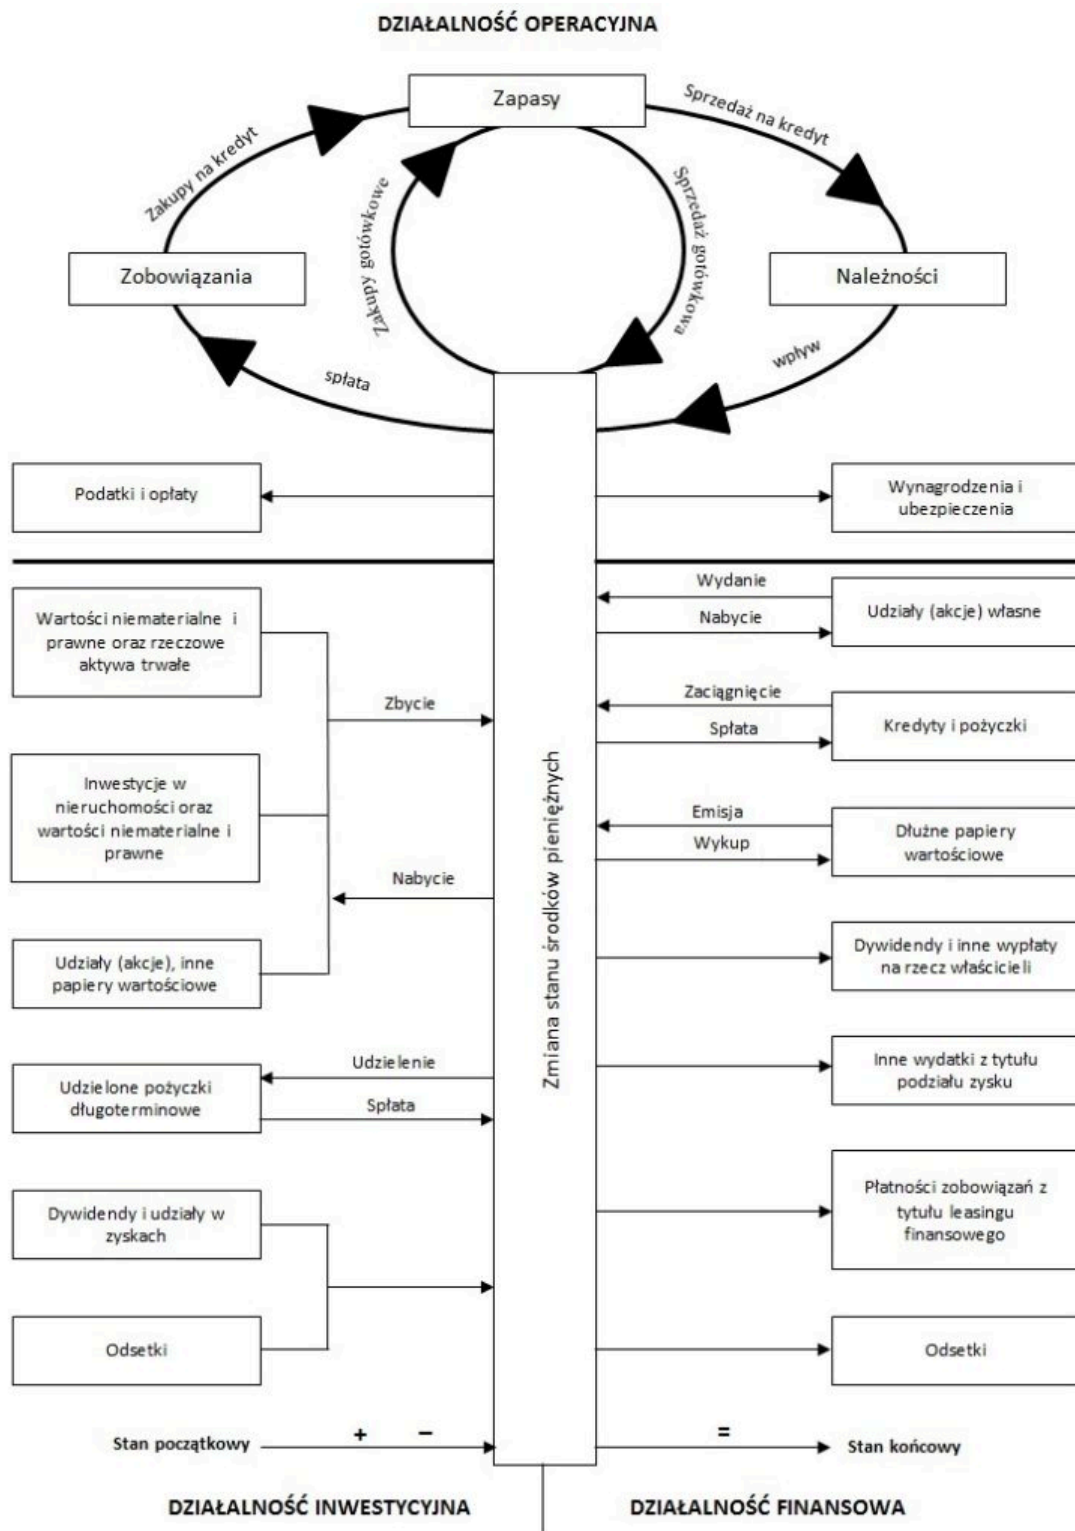 DZIAŁALNOŚĆ OPERACYJNA
Zapasy
Sprzedaż na kredyt
Zakupy na kredyt
Zakupy gotówkowe
Sprzedaż gotówkowa
Zobowiązania
Należności
spłata
wpływ
Podatki i opłaty
Wynagrodzenia i
ubezpieczenia
Wartości niematerialne i
prawne oraz rzeczowe
aktywa trwałe
Zbycie
Inwestycje w
nieruchomości oraz
wartości niematerialne i
prawne
Nabycie
Udziały (akcje), inne
papiery wartościowe
Udzielone pożyczki
długoterminowe
Udzielenie
Spłata
Dywidendy i udziały w
zyskach
Odsetki
Zmiana stanu środków pieniężnych
Wydanie
Nabycie
Udziały (akcje) własne
Zaciągnięcie
Spłata
Kredyty i pożyczki
Emisja
Wykup
Dłużne papiery
wartościowe
Dywidendy i inne wypłaty
na rzecz właścicieli
Inne wydatki z tytułu
podziału zysku
Płatności zobowiązań z
tytułu leasingu
finansowego
Odsetki
Stan początkowy + − = Stan końcowy
DZIAŁALNOŚĆ INWESTYCYJNA
DZIAŁALNOŚĆ FINANSOWA